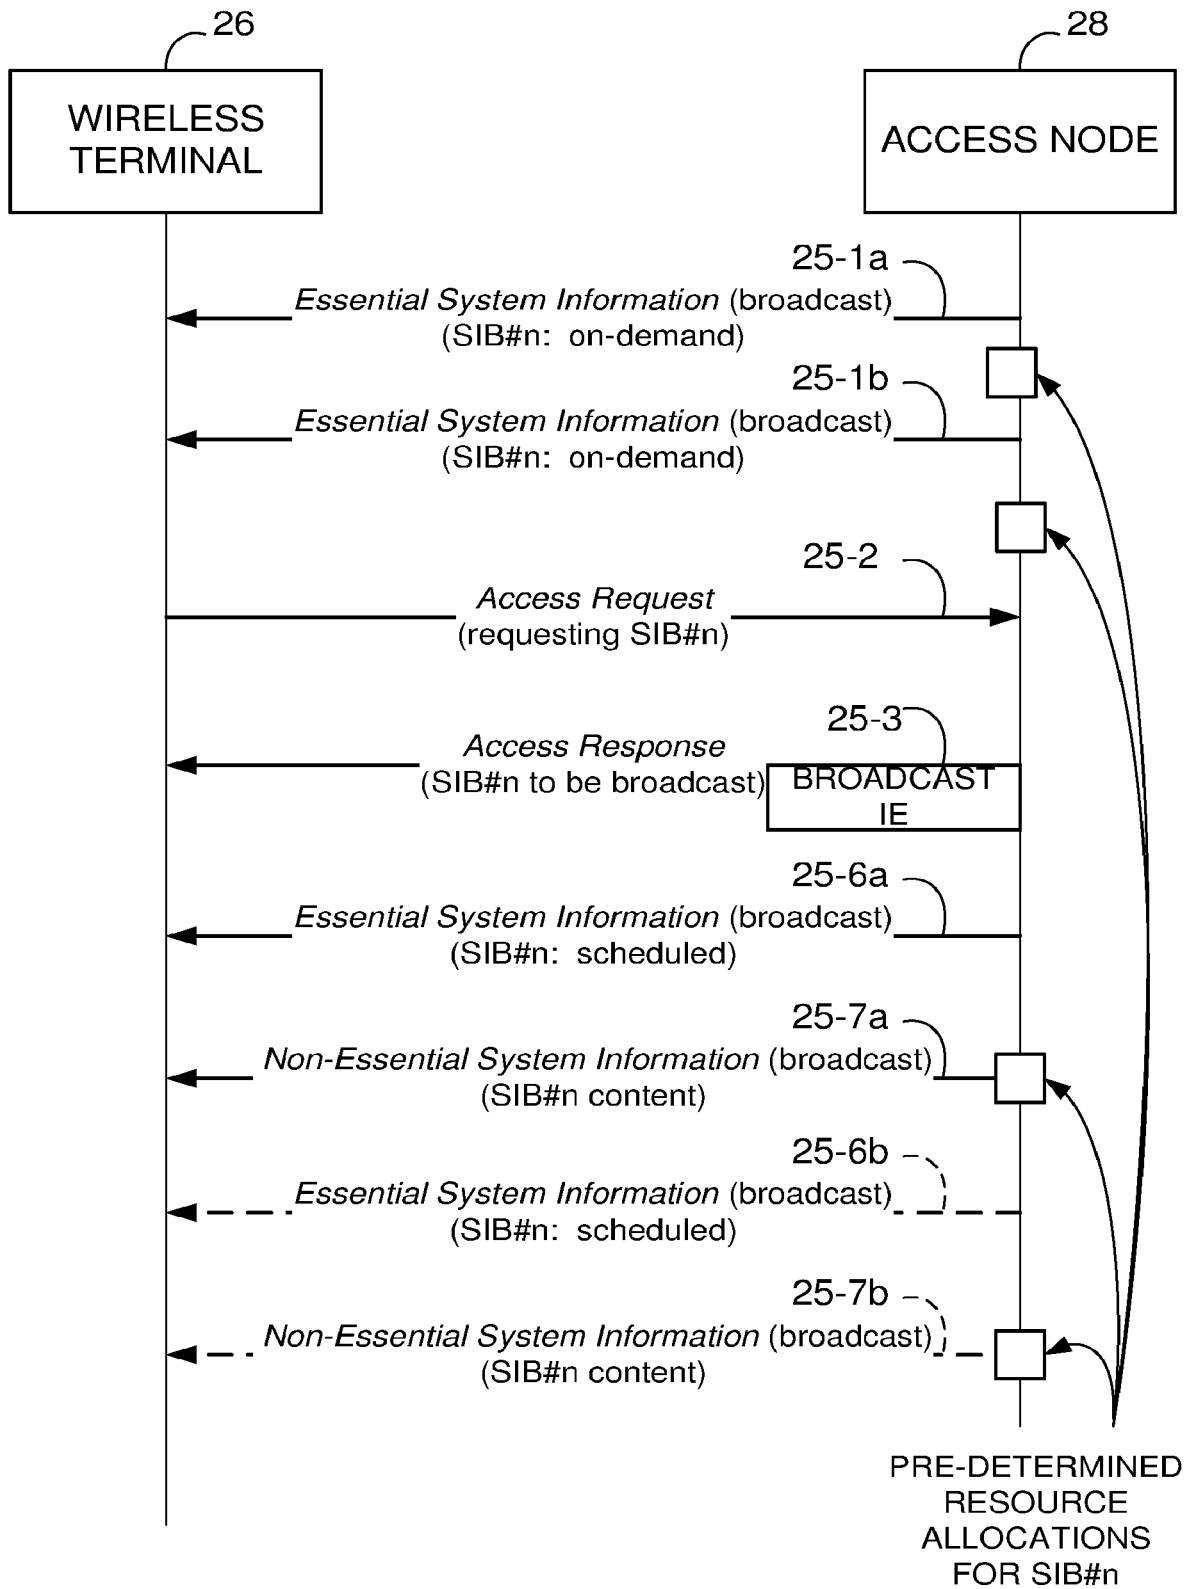 26
28
WIRELESS
TERMINAL
ACCESS NODE
25-1a
Essential System Information (broadcast)
(SIB#n: on-demand)
25-1b
Essential System Information (broadcast)
(SIB#n: on-demand)
25-2
Access Request
(requesting SIB#n)
25-3
Access Response
(SIB#n to be broadcast)
BROADCAST
IE
25-6a
Essential System Information (broadcast)
(SIB#n: scheduled)
25-7a
Non-Essential System Information (broadcast)
(SIB#n content)
25-6b
Essential System Information (broadcast)
(SIB#n: scheduled)
25-7b
Non-Essential System Information (broadcast)
(SIB#n content)
PRE-DETERMINED
RESOURCE
ALLOCATIONS
FOR SIB#n